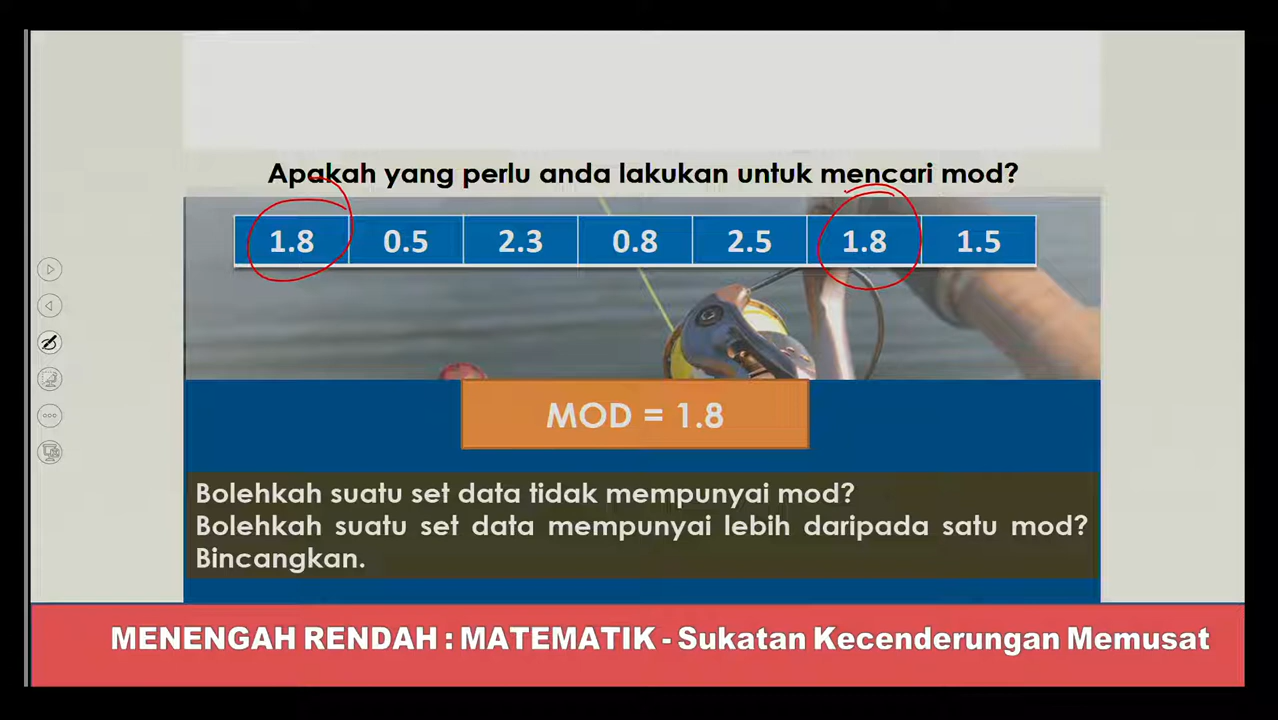 Apakah yang perlu anda lakukan untuk mencari mod?
1.8 0.5 2.3 0.8 2.5 1.8 1.5
MOD = 1.8
Bolehkah suatu set data tidak mempunyai mod?
Bolehkah suatu set data mempunyai lebih daripada satu mod?
Bincangkan.
MENENGAH RENDAH : MATEMATIK - Sukatan Kecenderungan Memusat